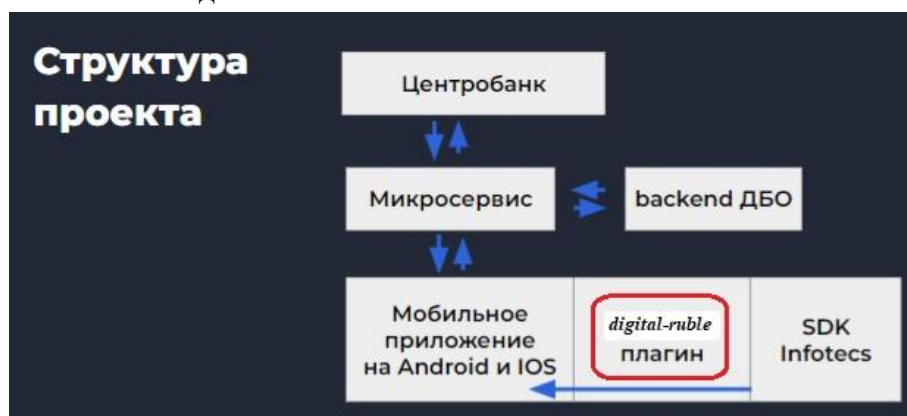 Структура
проекта
Центробанк
Микросервис
backend ДБО
Мобильное
приложение
на Android и IOS
digital-ruble
плагин
SDK
Infotecs